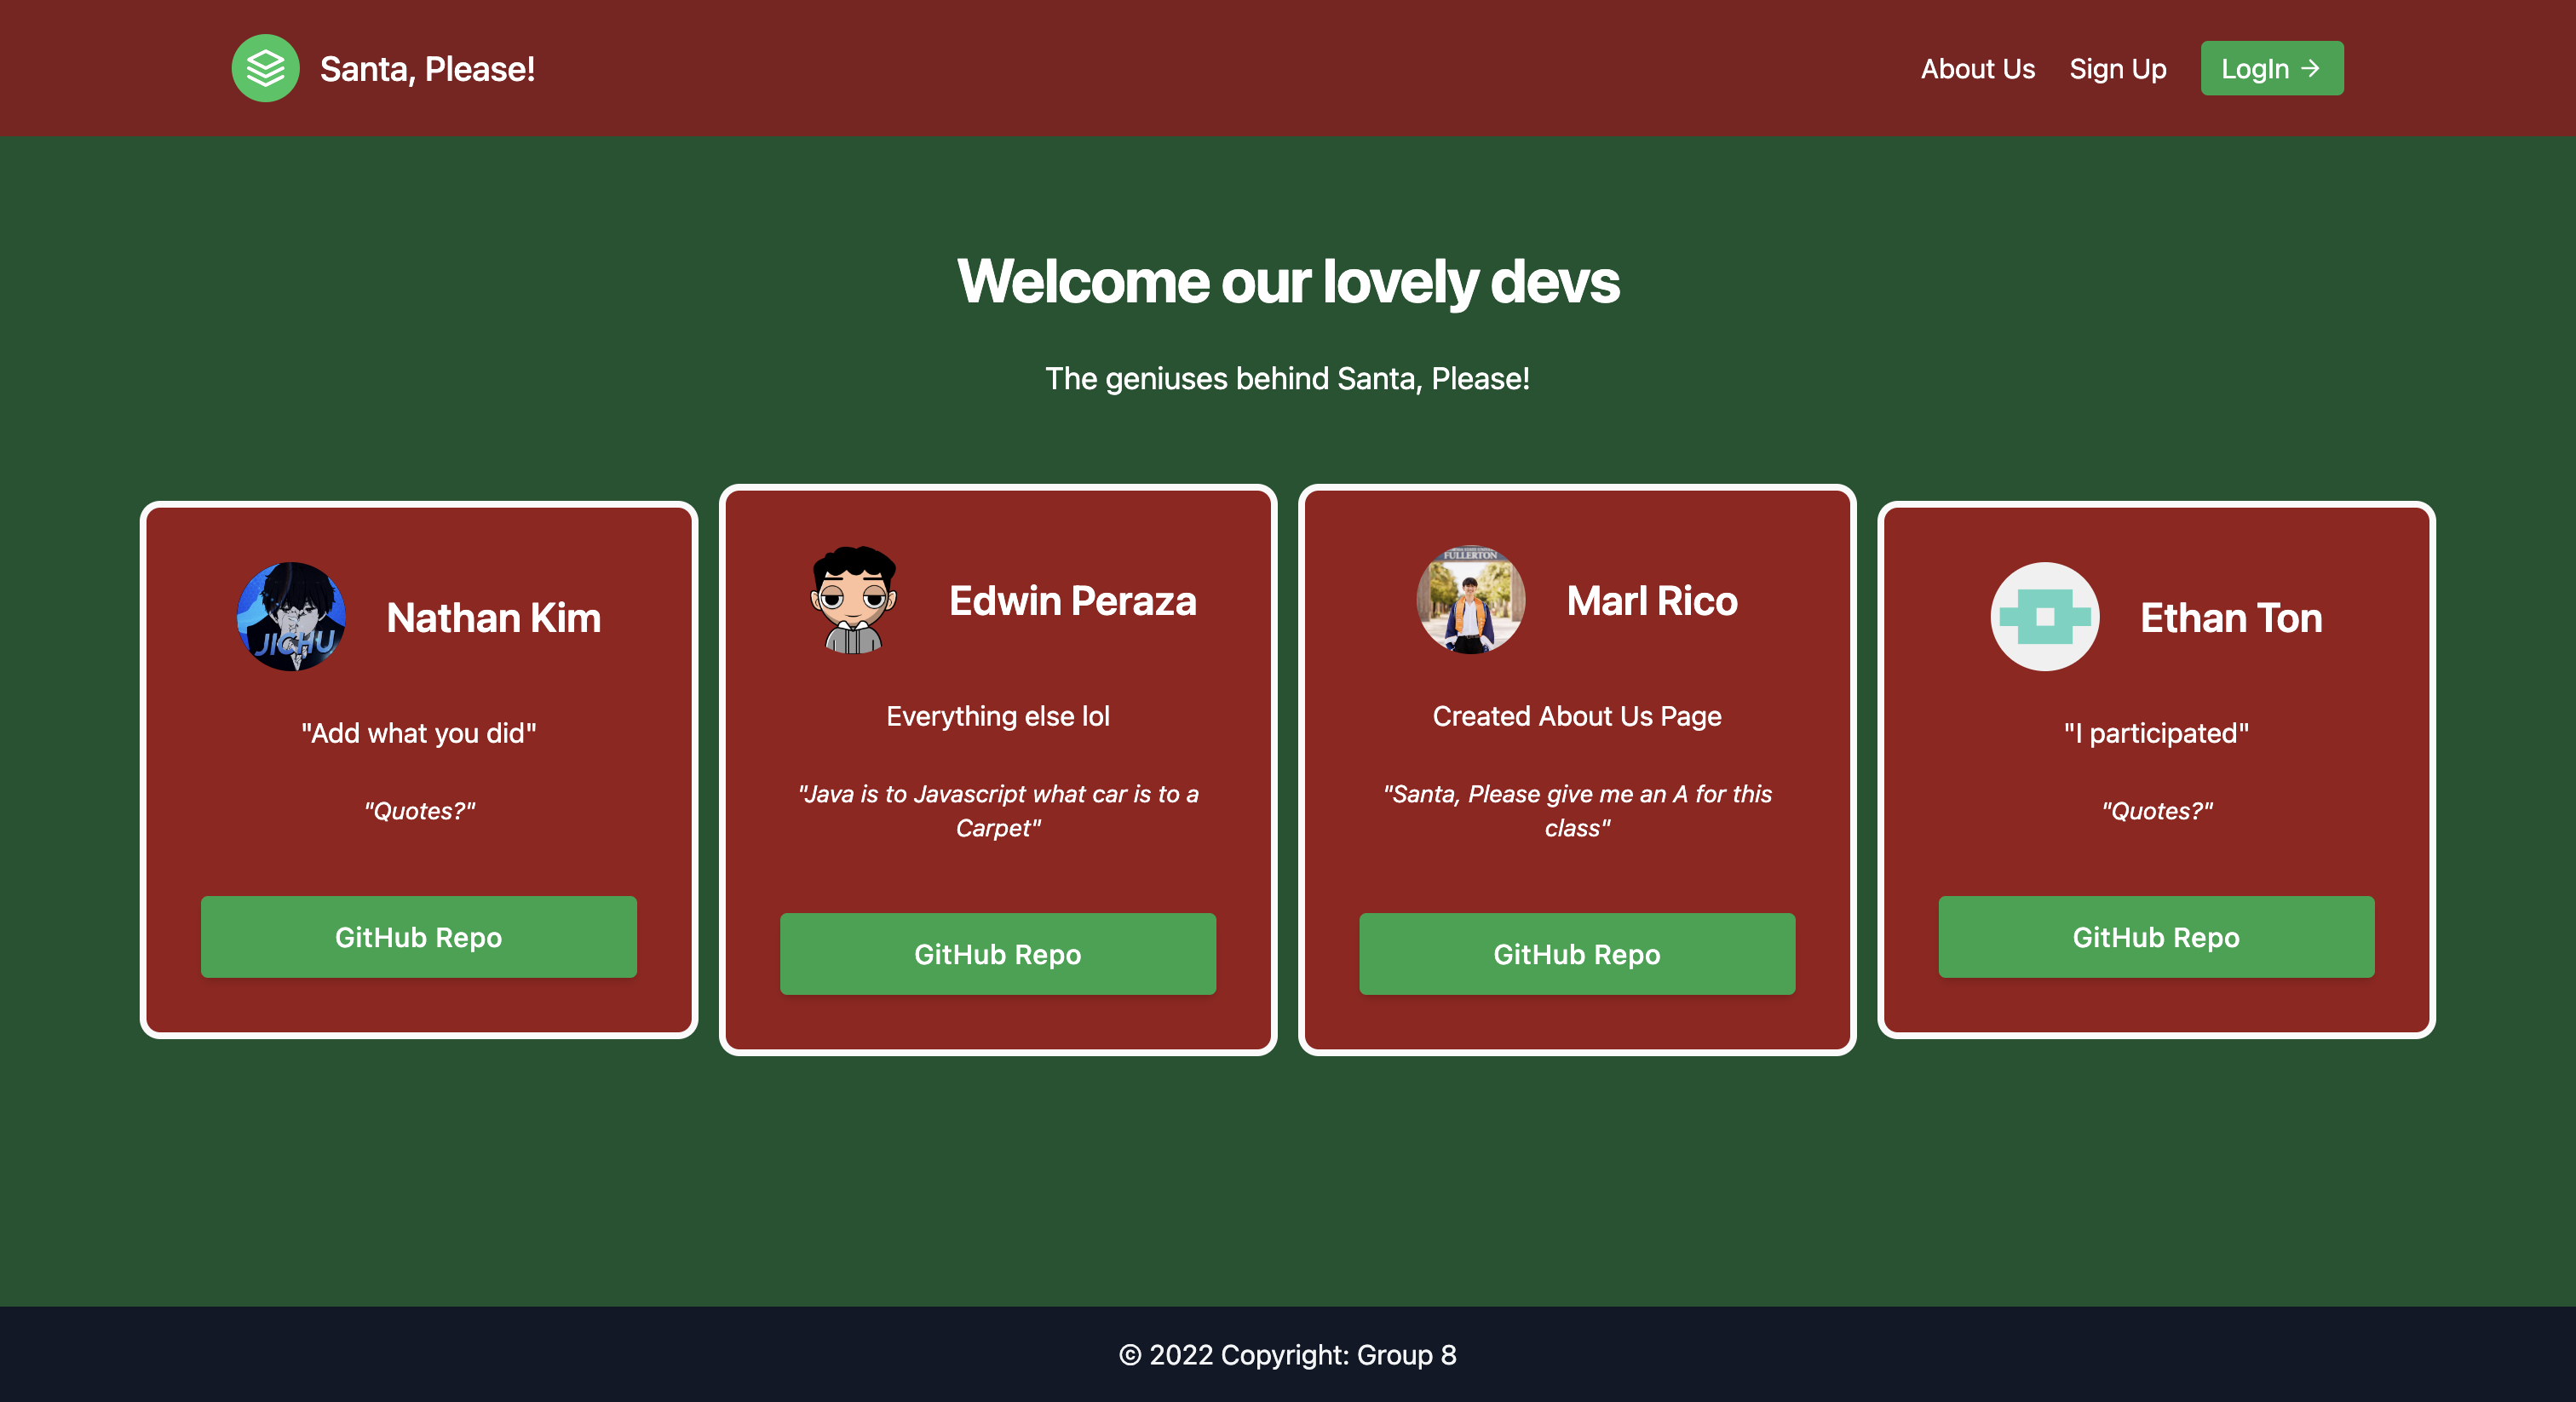 Santa, Please!
About Us
Sign Up
LogIn →
Welcome our lovely devs
The geniuses behind Santa, Please!
JICHU
Nathan Kim
"Add what you did"
"Quotes?"
GitHub Repo
Edwin Peraza
Everything else lol
"Java is to Javascript what car is to a
Carpet"
GitHub Repo
FULLERTON
Marl Rico
Created About Us Page
"Santa, Please give me an A for this
class"
GitHub Repo
Ethan Ton
"I participated"
"Quotes?"
GitHub Repo
© 2022 Copyright: Group 8